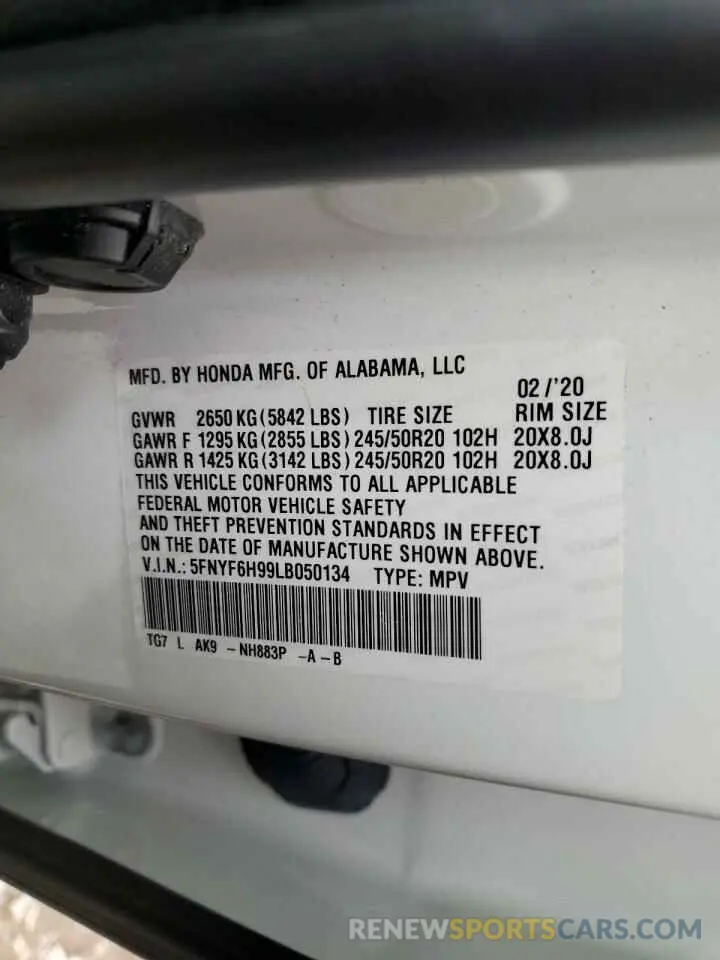 MFD. BY HONDA MFG. OF ALABAMA, LLC
02/'20
GVWR 2650 KG (5842 LBS) TIRE SIZE RIM SIZE
GAWR F 1295 KG (2855 LBS) 245/50R20 102H 20X8.0J
GAWR R 1425 KG (3142 LBS) 245/50R20 102H 20X8.0J
THIS VEHICLE CONFORMS TO ALL APPLICABLE
FEDERAL MOTOR VEHICLE SAFETY
AND THEFT PREVENTION STANDARDS IN EFFECT
ON THE DATE OF MANUFACTURE SHOWN ABOVE.
V.I.N.: 5FNYF6H99LB050134 TYPE: MPV
TG7 L AK9 -NH883P -A-B
RENEWSPORTSCARS.COM